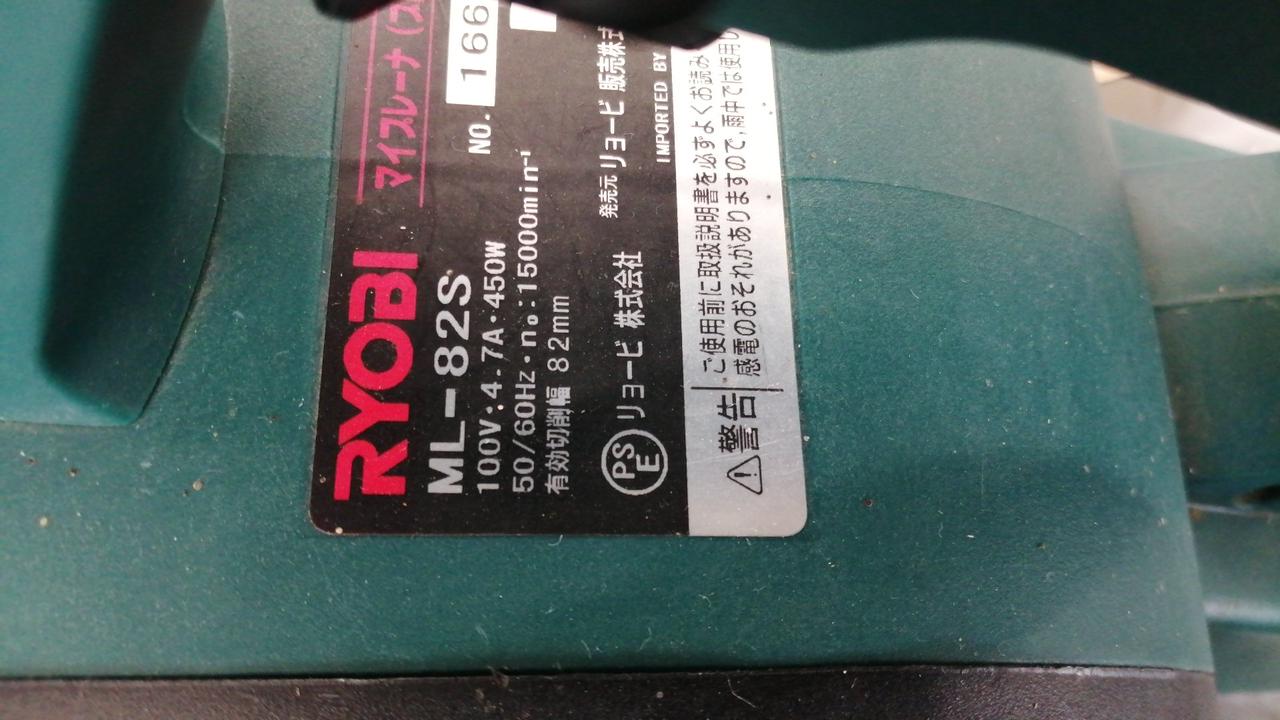 RYOBI マイスレーナ (ス
ML-82S
100V・4.7A・450W NO. 166
50/60Hz・n₀:15000min⁻¹
有効切削幅 82mm
PSE リョービ 株式会社 発売元 リョービ 販売株式
IMPORTED BY
⚠警告 ご使用前に取扱説明書を必ずよくお読み
感電のおそれがありますので,雨中では使用し